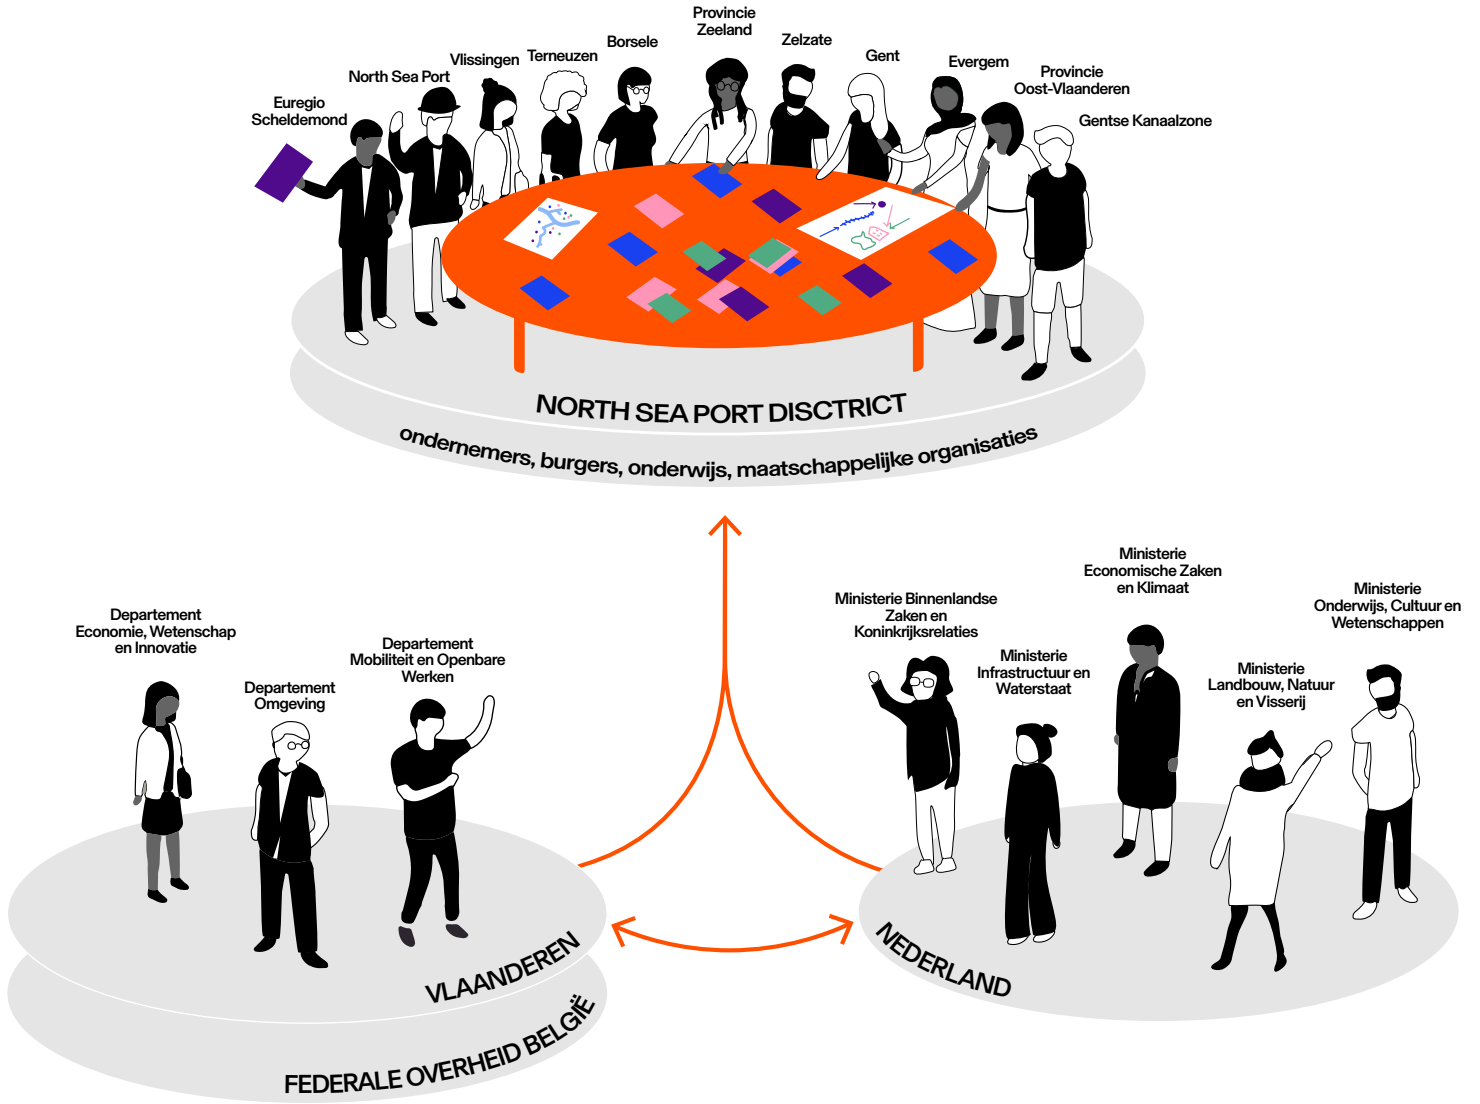 Provincie
Zeeland
Borsele
Zelzate
Terneuzen
Gent
Vlissingen
Evergem
North Sea Port
Provincie
Oost-Vlaanderen
Euregio
Scheldemond
Gentse Kanaalzone
NORTH SEA PORT DISCTRICT
ondernemers, burgers, onderwijs, maatschappelijke organisaties
Departement
Economie, Wetenschap
en Innovatie
Departement
Omgeving
Departement
Mobiliteit en Openbare
Werken
VLAANDEREN
FEDERALE OVERHEID BELGIË
Ministerie Binnenlandse
Zaken en
Koninkrijksrelaties
Ministerie
Infrastructuur en
Waterstaat
Ministerie
Economische Zaken
en Klimaat
Ministerie
Landbouw, Natuur
en Visserij
Ministerie
Onderwijs, Cultuur en
Wetenschappen
NEDERLAND